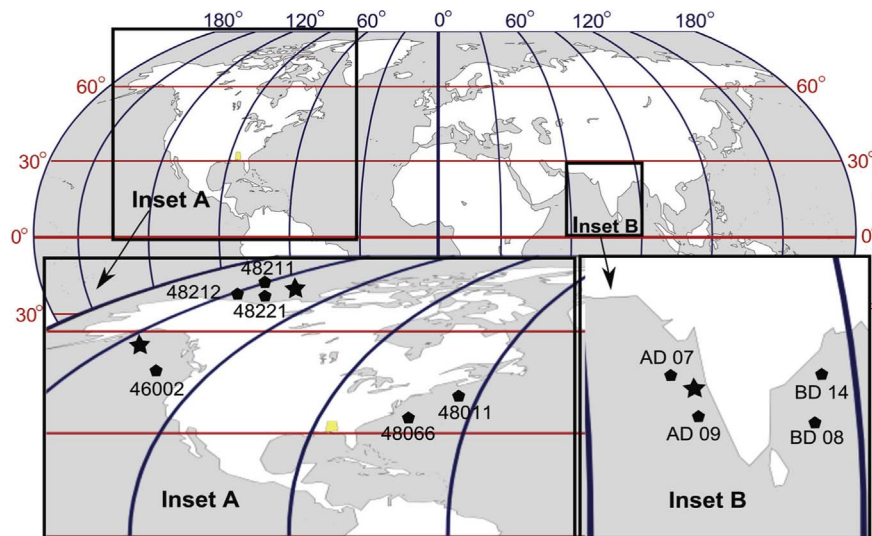 180° 120° 60° 0° 60° 120° 180°
60° 60°
30° 30°
Inset A
Inset B
0° 0
30°
48211
48212
48221
46002
48011
48066
Inset A
AD 07
BD 14
AD 09
BD 08
Inset B